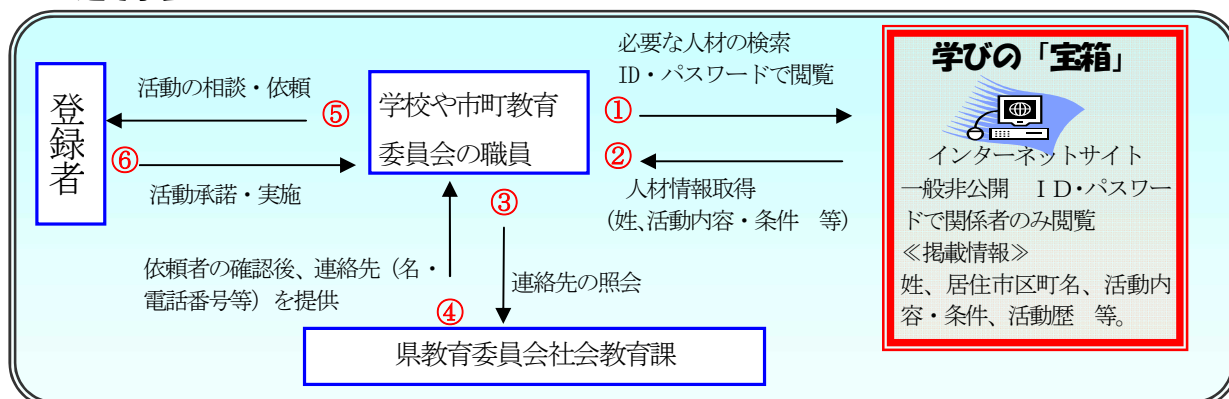 必要な人材の検索
ID・パスワードで閲覧
学びの「宝箱」
活動の相談・依頼
登録者
学校や市町教育
委員会の職員
⑤
①
⑥
②
インターネットサイト
一般非公開　ＩＤ・パスワー
ドで関係者のみ閲覧
≪掲載情報≫
姓、居住市区町名、活動内
容・条件、活動歴　等。
活動承諾・実施
③
人材情報取得
(姓、活動内容・条件　等)
依頼者の確認後、連絡先（名・
電話番号等）を提供
連絡先の照会
④
県教育委員会社会教育課